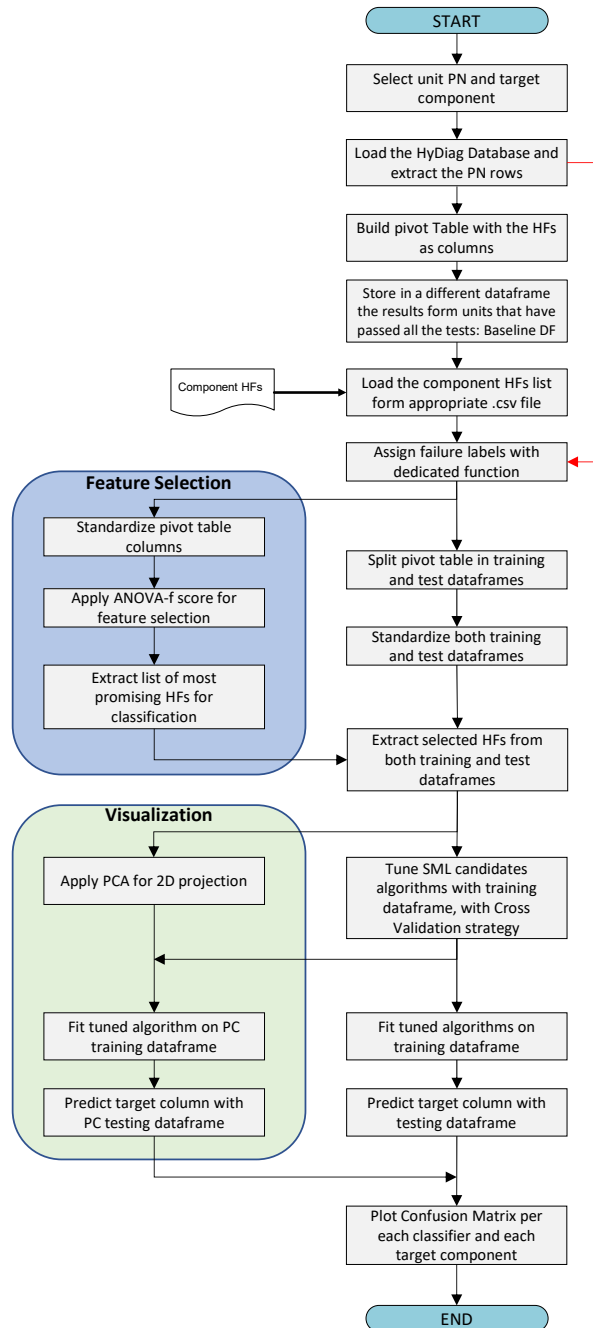 START
Select unit PN and target
component
Load the HyDiag Database and
extract the PN rows
Build pivot Table with the HFs
as columns
Store in a different dataframe
the results form units that have
passed all the tests: Baseline DF
Component HFs
Load the component HFs list
form appropriate .csv file
Assign failure labels with
dedicated function
Feature Selection
Standardize pivot table
columns
Apply ANOVA-f score for
feature selection
Extract list of most
promising HFs for
classification
Split pivot table in training
and test dataframes
Standardize both training
and test dataframes
Extract selected HFs from
both training and test
dataframes
Visualization
Apply PCA for 2D projection
Tune SML candidates
algorithms with training
dataframe, with Cross
Validation strategy
Fit tuned algorithm on PC
training dataframe
Predict target column with
PC testing dataframe
Fit tuned algorithms on
training dataframe
Predict target column with
testing dataframe
Plot Confusion Matrix per
each classifier and each
target component
END